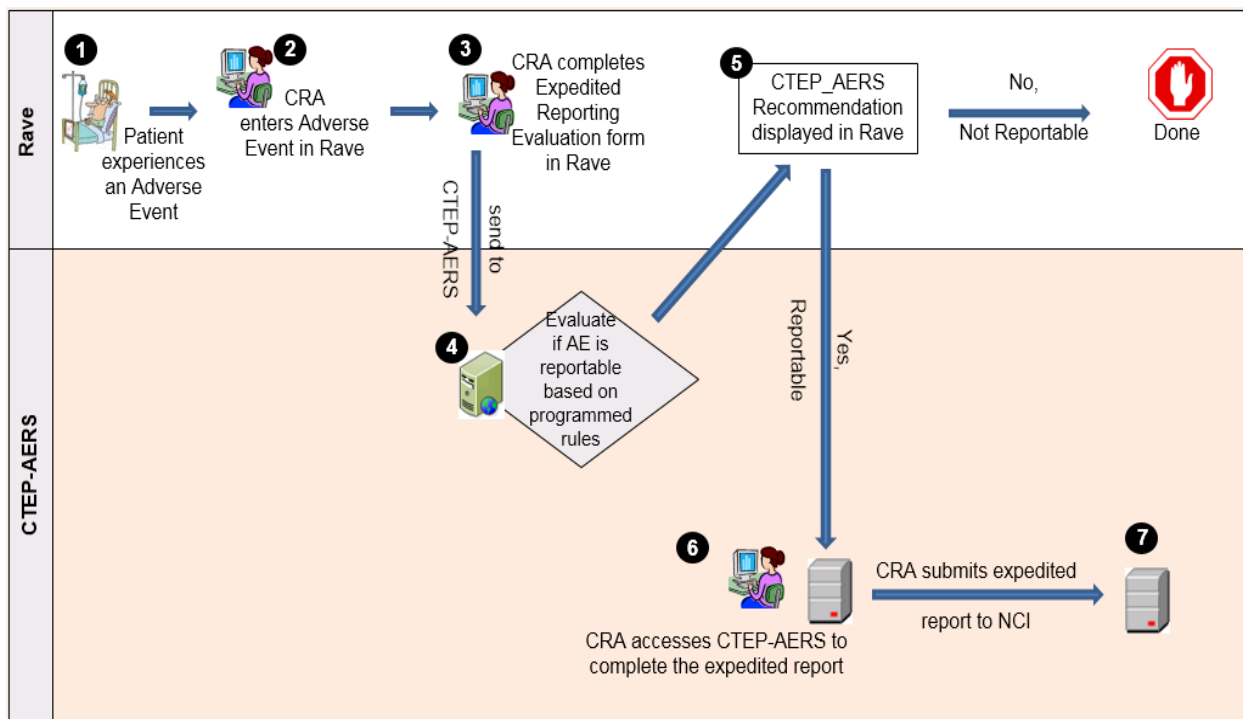 Rave
1
Patient
experiences
an Adverse
Event
2
CRA
enters Adverse
Event in Rave
3
CRA completes
Expedited
Reporting
Evaluation form
in Rave
send to
CTEP-AERS
5
CTEP_AERS
Recommendation
displayed in Rave
No,
Not Reportable
Done
CTEP-AERS
4
Evaluate
if AE is
reportable
based on
programmed
rules
Yes,
Reportable
6
CRA accesses CTEP-AERS to
complete the expedited report
CRA submits expedited
report to NCI
7